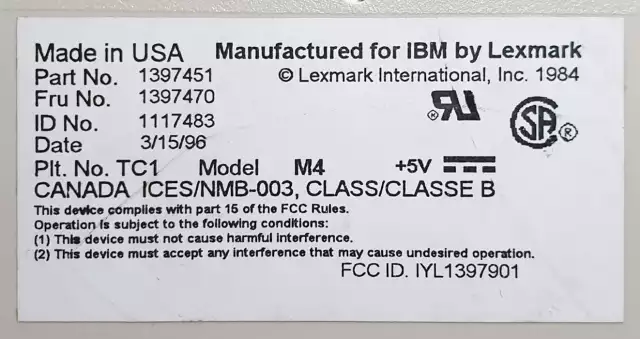 Made in USA Manufactured for IBM by Lexmark
Part No. 1397451 © Lexmark International, Inc. 1984
Fru No. 1397470
ID No. 1117483
Date 3/15/96
Plt. No. TC1 Model M4 +5V
CANADA ICES/NMB-003, CLASS/CLASSE B
This device complies with part 15 of the FCC Rules.
Operation is subject to the following conditions:
(1) This device must not cause harmful interference.
(2) This device must accept any interference that may cause undesired operation.
FCC ID. IYL1397901
®RU
CSA®